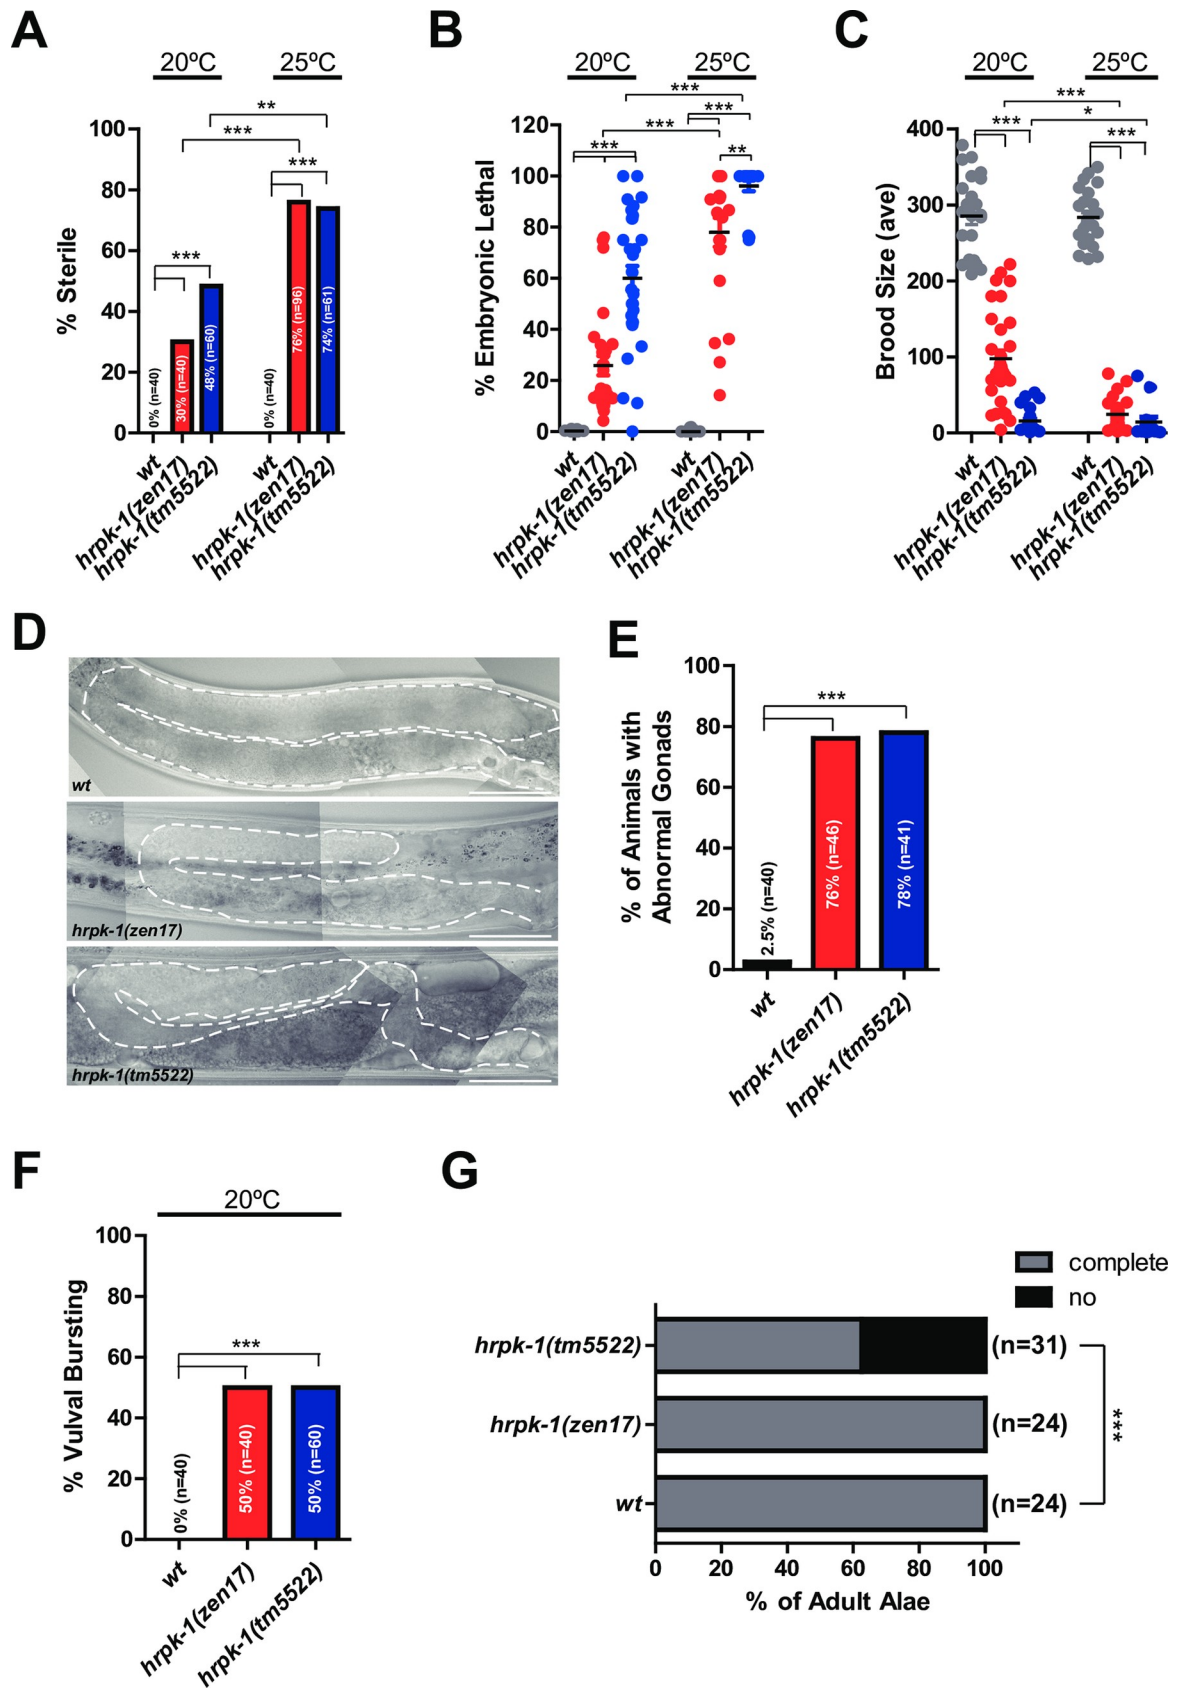 A
20ºC
25ºC
**
***
***
***
% Sterile
100
80
60
40
20
0
0% (n=40)
30% (n=40)
48% (n=60)
0% (n=40)
76% (n=96)
74% (n=61)
wt
hrpk-1(zen17)
hrpk-1(tm5522)
wt
hrpk-1(zen17)
hrpk-1(tm5522)
B
20ºC
25ºC
***
***
***
***
**
% Embryonic Lethal
120
100
80
60
40
20
0
wt
hrpk-1(zen17)
hrpk-1(tm5522)
wt
hrpk-1(zen17)
hrpk-1(tm5522)
C
20ºC
25ºC
***
*
***
***
Brood Size (ave)
400
300
200
100
0
wt
hrpk-1(zen17)
hrpk-1(tm5522)
wt
hrpk-1(zen17)
hrpk-1(tm5522)
D
wt
hrpk-1(zen17)
hrpk-1(tm5522)
E
% of Animals with
Abnormal Gonads
100
80
60
40
20
0
***
2.5% (n=40)
76% (n=46)
78% (n=41)
wt
hrpk-1(zen17)
hrpk-1(tm5522)
F
20ºC
% Vulval Bursting
100
80
60
40
20
0
***
0% (n=40)
50% (n=40)
50% (n=60)
wt
hrpk-1(zen17)
hrpk-1(tm5522)
G
complete
no
hrpk-1(tm5522)
(n=31)
hrpk-1(zen17)
(n=24)
wt
(n=24)
***
0
20
40
60
80
100
% of Adult Alae